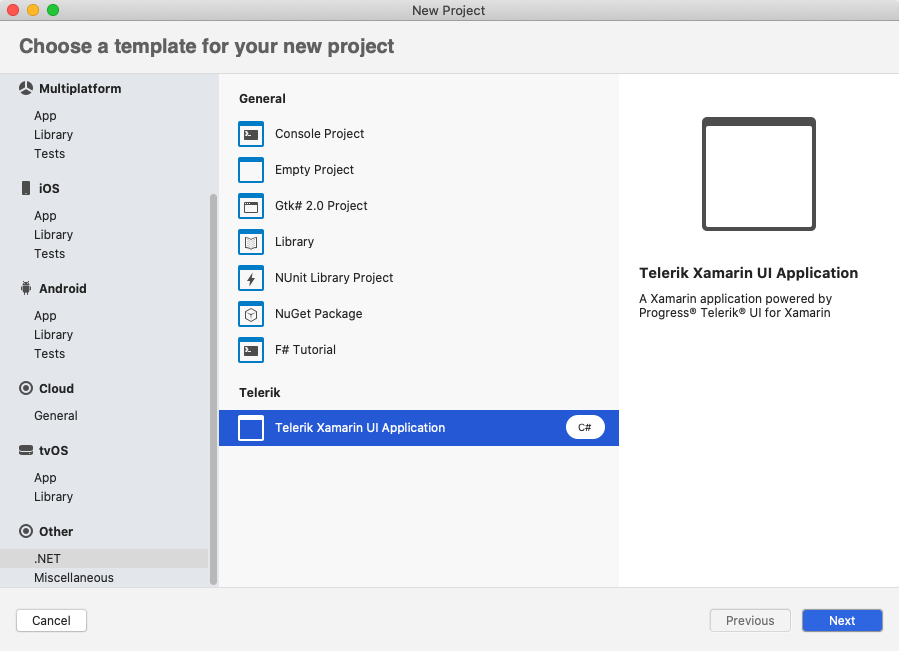 New Project
Choose a template for your new project
Multiplatform
App
Library
Tests
iOS
App
Library
Tests
Android
App
Library
Tests
Cloud
General
tvOS
App
Library
Other
.NET
Miscellaneous
General
Console Project
Empty Project
Gtk# 2.0 Project
Library
NUnit Library Project
NuGet Package
F# Tutorial
Telerik
Telerik Xamarin UI Application C#
Telerik Xamarin UI Application
A Xamarin application powered by
Progress® Telerik® UI for Xamarin
Cancel
Previous
Next